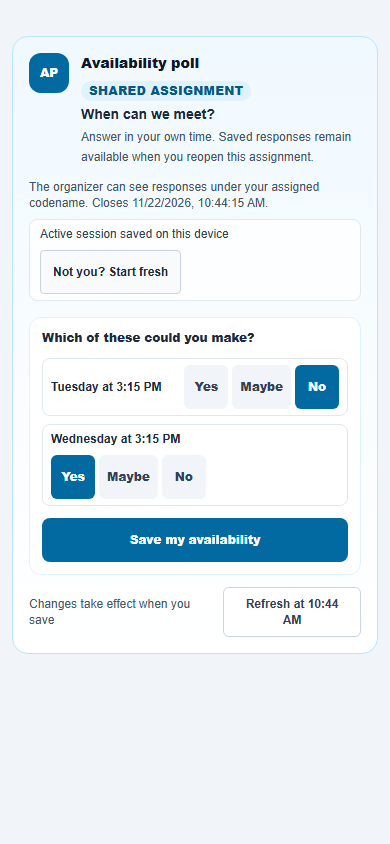 AP
Availability poll
SHARED ASSIGNMENT
When can we meet?
Answer in your own time. Saved responses remain
available when you reopen this assignment.
The organizer can see responses under your assigned
codename. Closes 11/22/2026, 10:44:15 AM.
Active session saved on this device
Not you? Start fresh
Which of these could you make?
Tuesday at 3:15 PM Yes Maybe No
Wednesday at 3:15 PM
Yes Maybe No
Save my availability
Changes take effect when you
save
Refresh at 10:44
AM